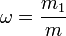 ω = m₁/m